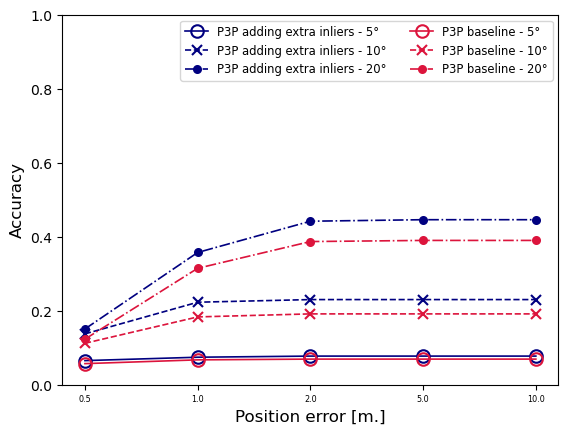 P3P adding extra inliers - 5°
P3P adding extra inliers - 10°
P3P adding extra inliers - 20°
P3P baseline - 5°
P3P baseline - 10°
P3P baseline - 20°
1.0
0.8
0.6
0.4
0.2
0.0
Accuracy
0.5 1.0 2.0 5.0 10.0
Position error [m.]